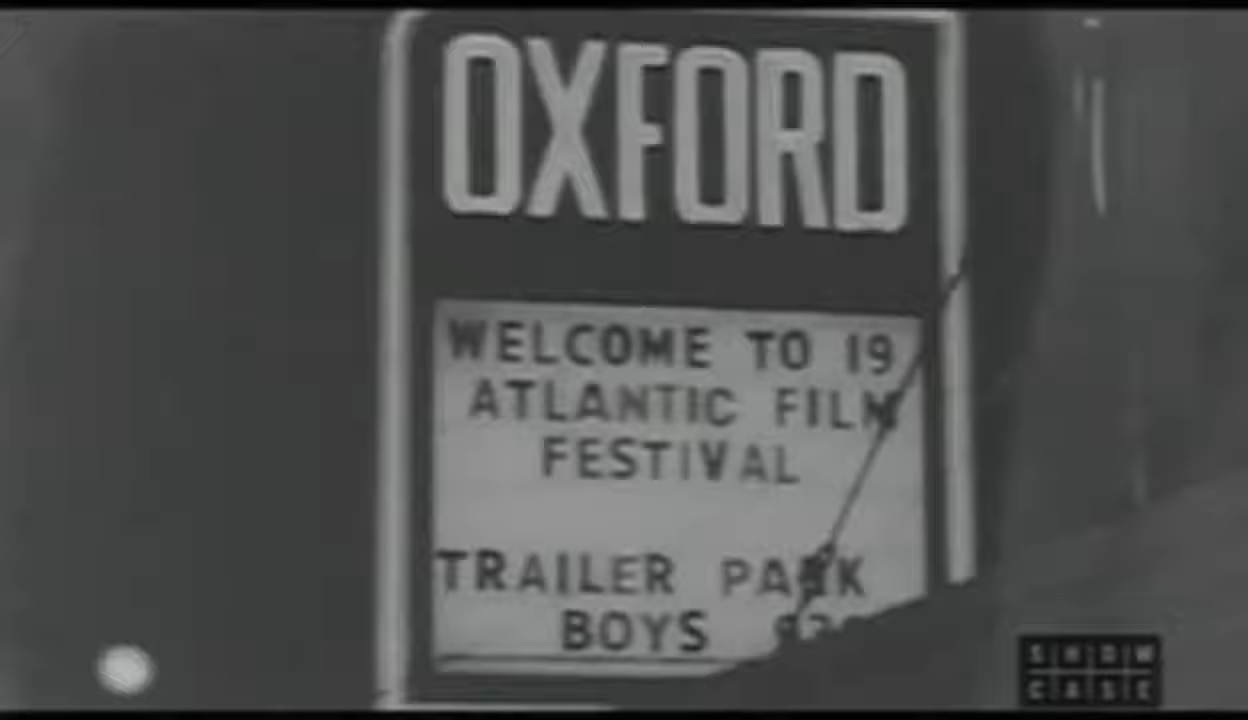 OXFORD
WELCOME TO 19
ATLANTIC FILM
FESTIVAL
TRAILER PARK
BOYS
SHOW
CASE